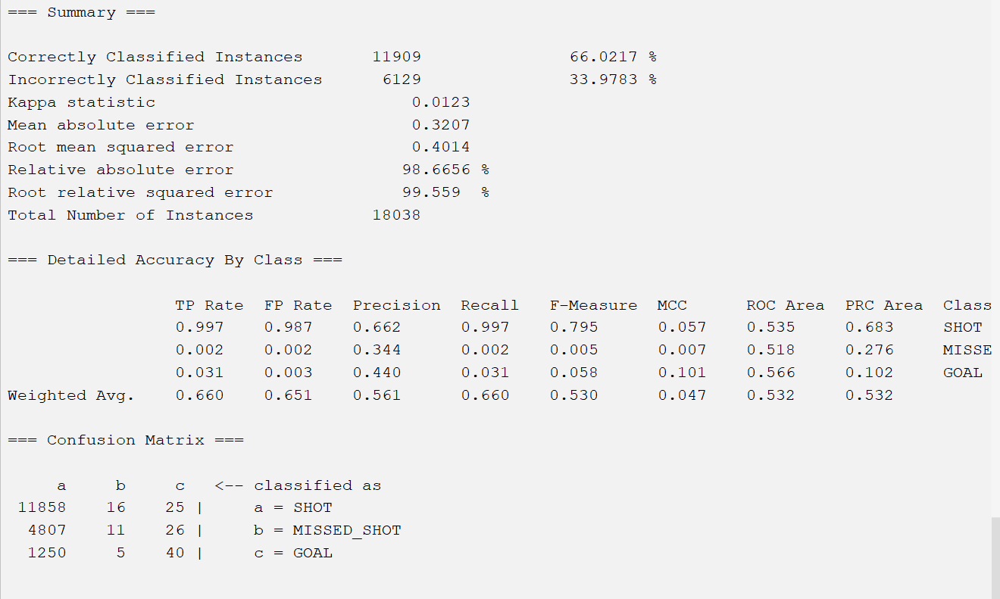 === Summary ===
Correctly Classified Instances 11909 66.0217 %
Incorrectly Classified Instances 6129 33.9783 %
Kappa statistic 0.0123
Mean absolute error 0.3207
Root mean squared error 0.4014
Relative absolute error 98.6656 %
Root relative squared error 99.559 %
Total Number of Instances 18038
=== Detailed Accuracy By Class ===
TP Rate FP Rate Precision Recall F-Measure MCC ROC Area PRC Area Class
0.997 0.987 0.662 0.997 0.795 0.057 0.535 0.683 SHOT
0.002 0.002 0.344 0.002 0.005 0.007 0.518 0.276 MISSE
0.031 0.003 0.440 0.031 0.058 0.101 0.566 0.102 GOAL
Weighted Avg. 0.660 0.651 0.561 0.660 0.530 0.047 0.532 0.532
=== Confusion Matrix ===
a b c <-- classified as
11858 16 25 | a = SHOT
4807 11 26 | b = MISSED_SHOT
1250 5 40 | c = GOAL